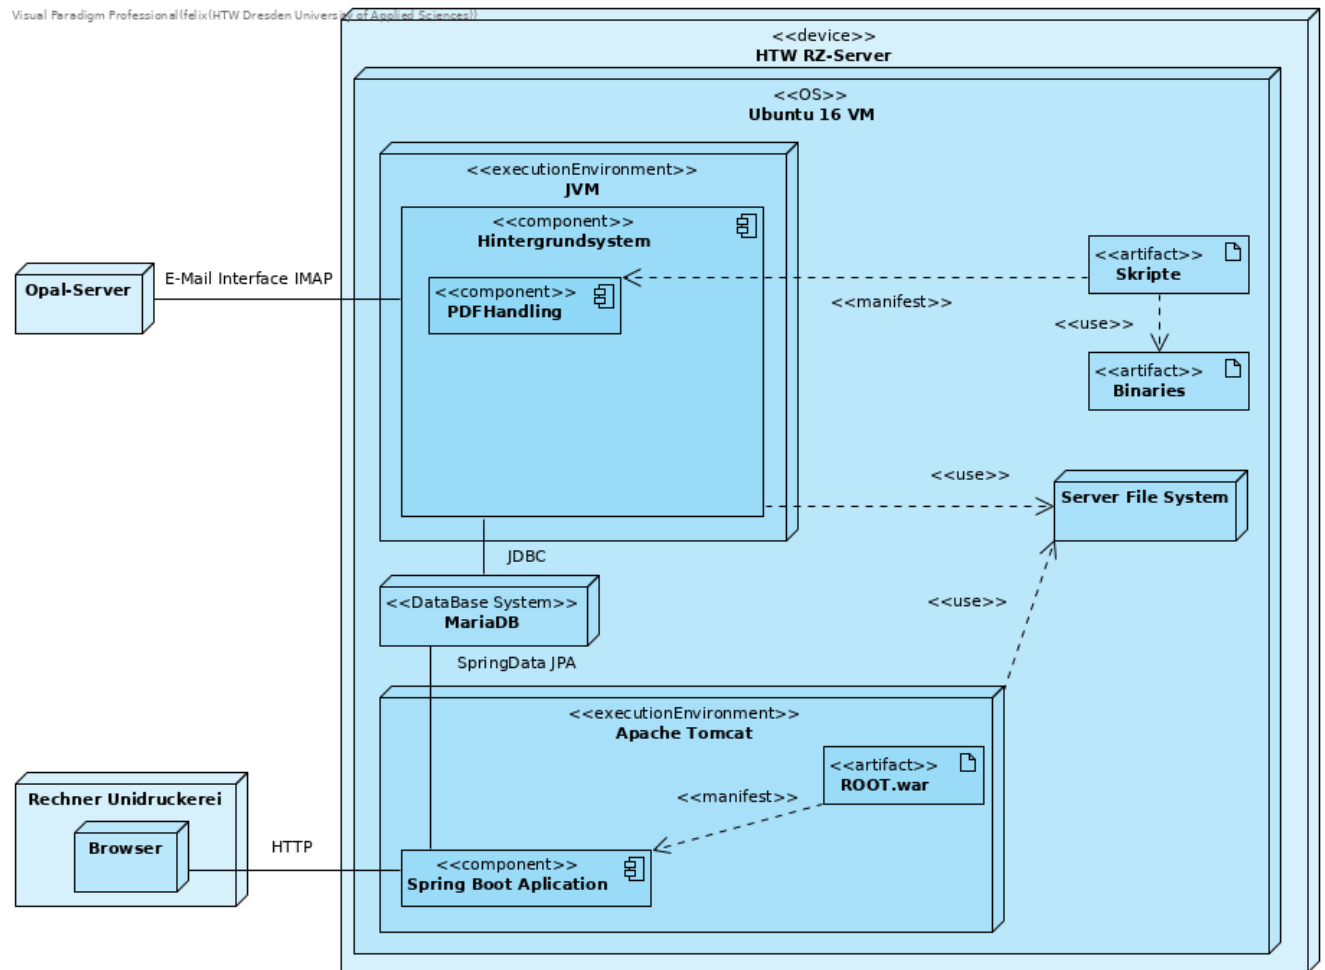 Visual Paradigm Professional(felix(HTW Dresden University of Applied Sciences))
<<device>>
HTW RZ-Server
<<OS>>
Ubuntu 16 VM
<<executionEnvironment>>
JVM
<<component>>
Hintergrundsystem
<<component>>
PDFHandling
E-Mail Interface IMAP
Opal-Server
<<artifact>>
Skripte
<<manifest>>
<<use>>
<<artifact>>
Binaries
<<use>>
Server File System
JDBC
<<DataBase System>>
MariaDB
<<use>>
SpringData JPA
<<executionEnvironment>>
Apache Tomcat
<<artifact>>
ROOT.war
<<manifest>>
Rechner Unidruckerei
Browser
HTTP
<<component>>
Spring Boot Aplication